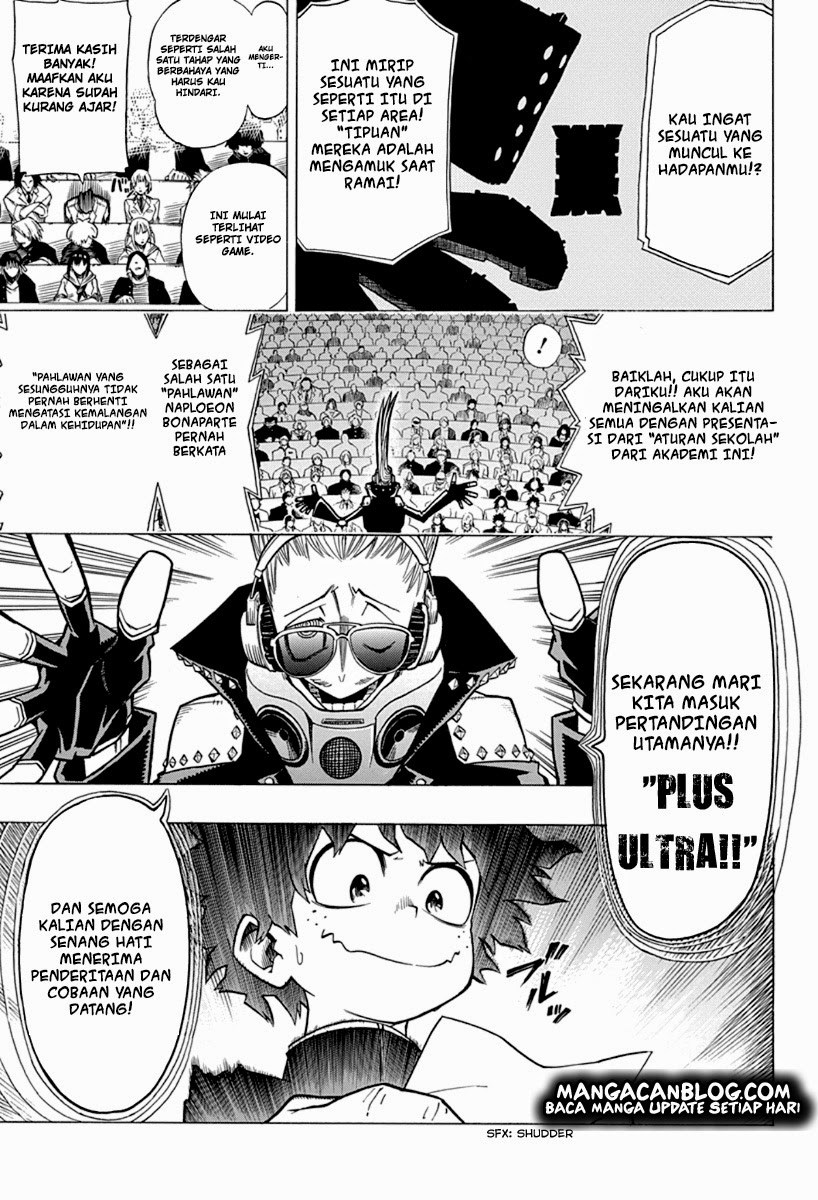 KAU INGAT
SESUATU YANG
MUNCUL KE
HADAPANMU!?
INI MIRIP
SESUATU YANG
SEPERTI ITU DI
SETIAP AREA!
"TIPUAN"
MEREKA ADALAH
MENGAMUK SAAT
RAMAI!
AKU
MENGER-
TI...
TERDENGAR
SEPERTI SALAH
SATU TAHAP YANG
BERBAHAYA YANG
HARUS KAU
HINDARI.
TERIMA KASIH
BANYAK!
MAAFKAN AKU
KARENA SUDAH
KURANG AJAR!
INI MULAI
TERLIHAT
SEPERTI VIDEO
GAME.
!
BAIKLAH, CUKUP ITU
DARIKU!! AKU AKAN
MENINGALKAN KALIAN
SEMUA DENGAN PRESENTA-
SI DARI "ATURAN SEKOLAH"
DARI AKADEMI INI!
SEBAGAI
SALAH SATU
"PAHLAWAN"
NAPLOEON
BONAPARTE
PERNAH
BERKATA
"PAHLAWAN YANG
SESUNGGUHNYA TIDAK
PERNAH BERHENTI
MENGATASI KEMALANGAN
DALAM KEHIDUPAN"!!
SEKARANG MARI
KITA MASUK
PERTANDINGAN
UTAMANYA!!
"PLUS
ULTRA!!"
DAN SEMOGA
KALIAN DENGAN
SENANG HATI
MENERIMA
PENDERITAAN DAN
COBAAN YANG
DATANG!
MANGACANBLOG.COM
BACA MANGA UPDATE SETIAP HARI
SFX: SHUDDER